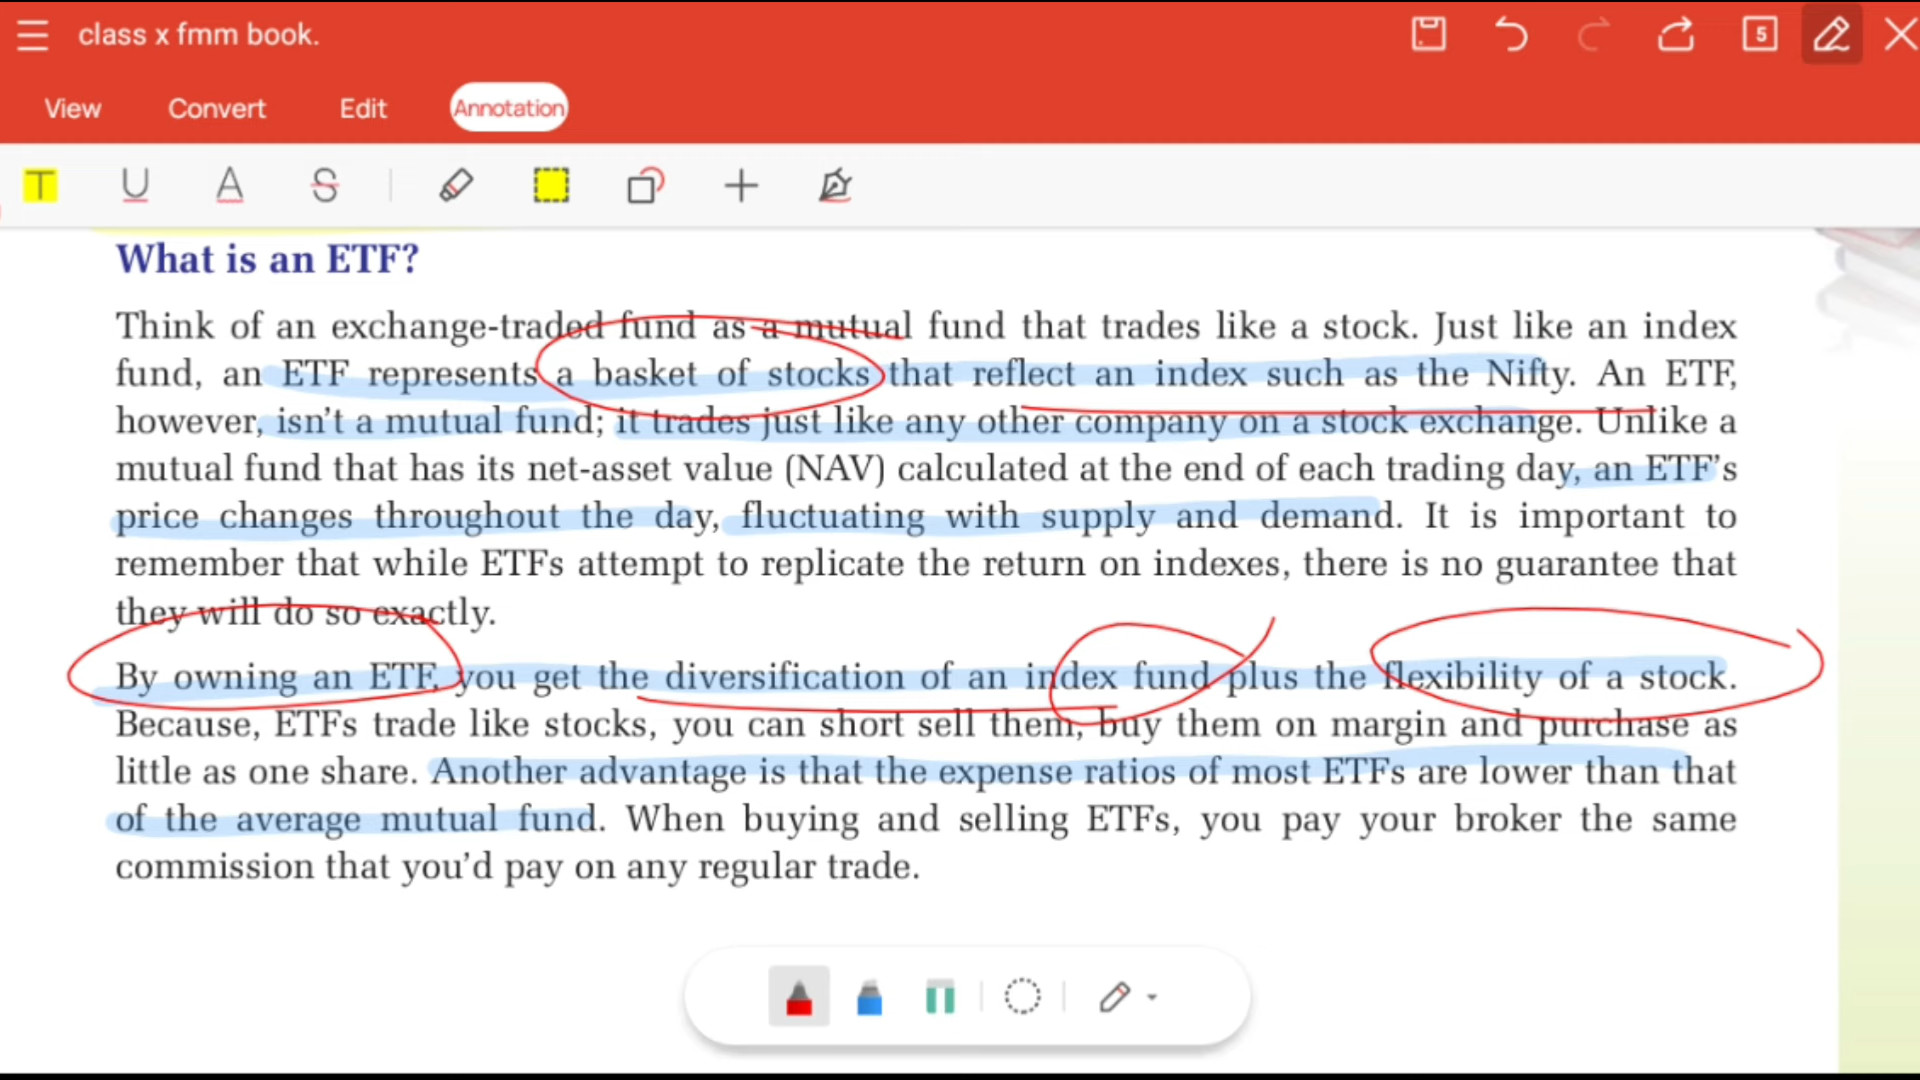 class x fmm book.
5
View Convert Edit Annotation
T U A S
What is an ETF?
Think of an exchange-traded fund as a mutual fund that trades like a stock. Just like an index
fund, an ETF represents a basket of stocks that reflect an index such as the Nifty. An ETF,
however, isn't a mutual fund; it trades just like any other company on a stock exchange. Unlike a
mutual fund that has its net-asset value (NAV) calculated at the end of each trading day, an ETF's
price changes throughout the day, fluctuating with supply and demand. It is important to
remember that while ETFs attempt to replicate the return on indexes, there is no guarantee that
they will do so exactly.
By owning an ETF, you get the diversification of an index fund plus the flexibility of a stock.
Because, ETFs trade like stocks, you can short sell them, buy them on margin and purchase as
little as one share. Another advantage is that the expense ratios of most ETFs are lower than that
of the average mutual fund. When buying and selling ETFs, you pay your broker the same
commission that you'd pay on any regular trade.